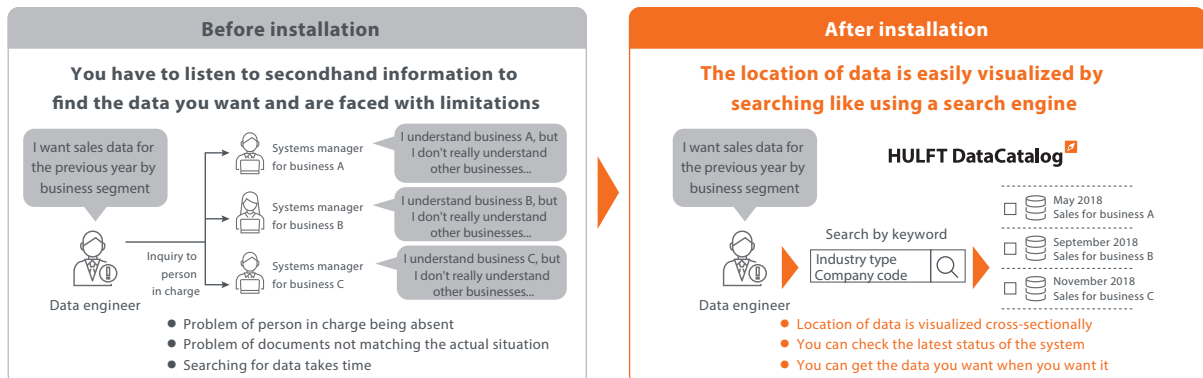 Before installation
You have to listen to secondhand information to
find the data you want and are faced with limitations
I want sales data for
the previous year by
business segment
Data engineer
Inquiry to
person
in charge
Systems manager
for business A
I understand business A, but
I don't really understand
other businesses...
Systems manager
for business B
I understand business B, but
I don't really understand
other businesses...
Systems manager
for business C
I understand business C, but
I don't really understand
other businesses...
Problem of person in charge being absent
Problem of documents not matching the actual situation
Searching for data takes time
After installation
The location of data is easily visualized by
searching like using a search engine
I want sales data for
the previous year by
business segment
Data engineer
HULFT DataCatalog
Search by keyword
Industry type
Company code
May 2018
Sales for business A
September 2018
Sales for business B
November 2018
Sales for business C
Location of data is visualized cross-sectionally
You can check the latest status of the system
You can get the data you want when you want it